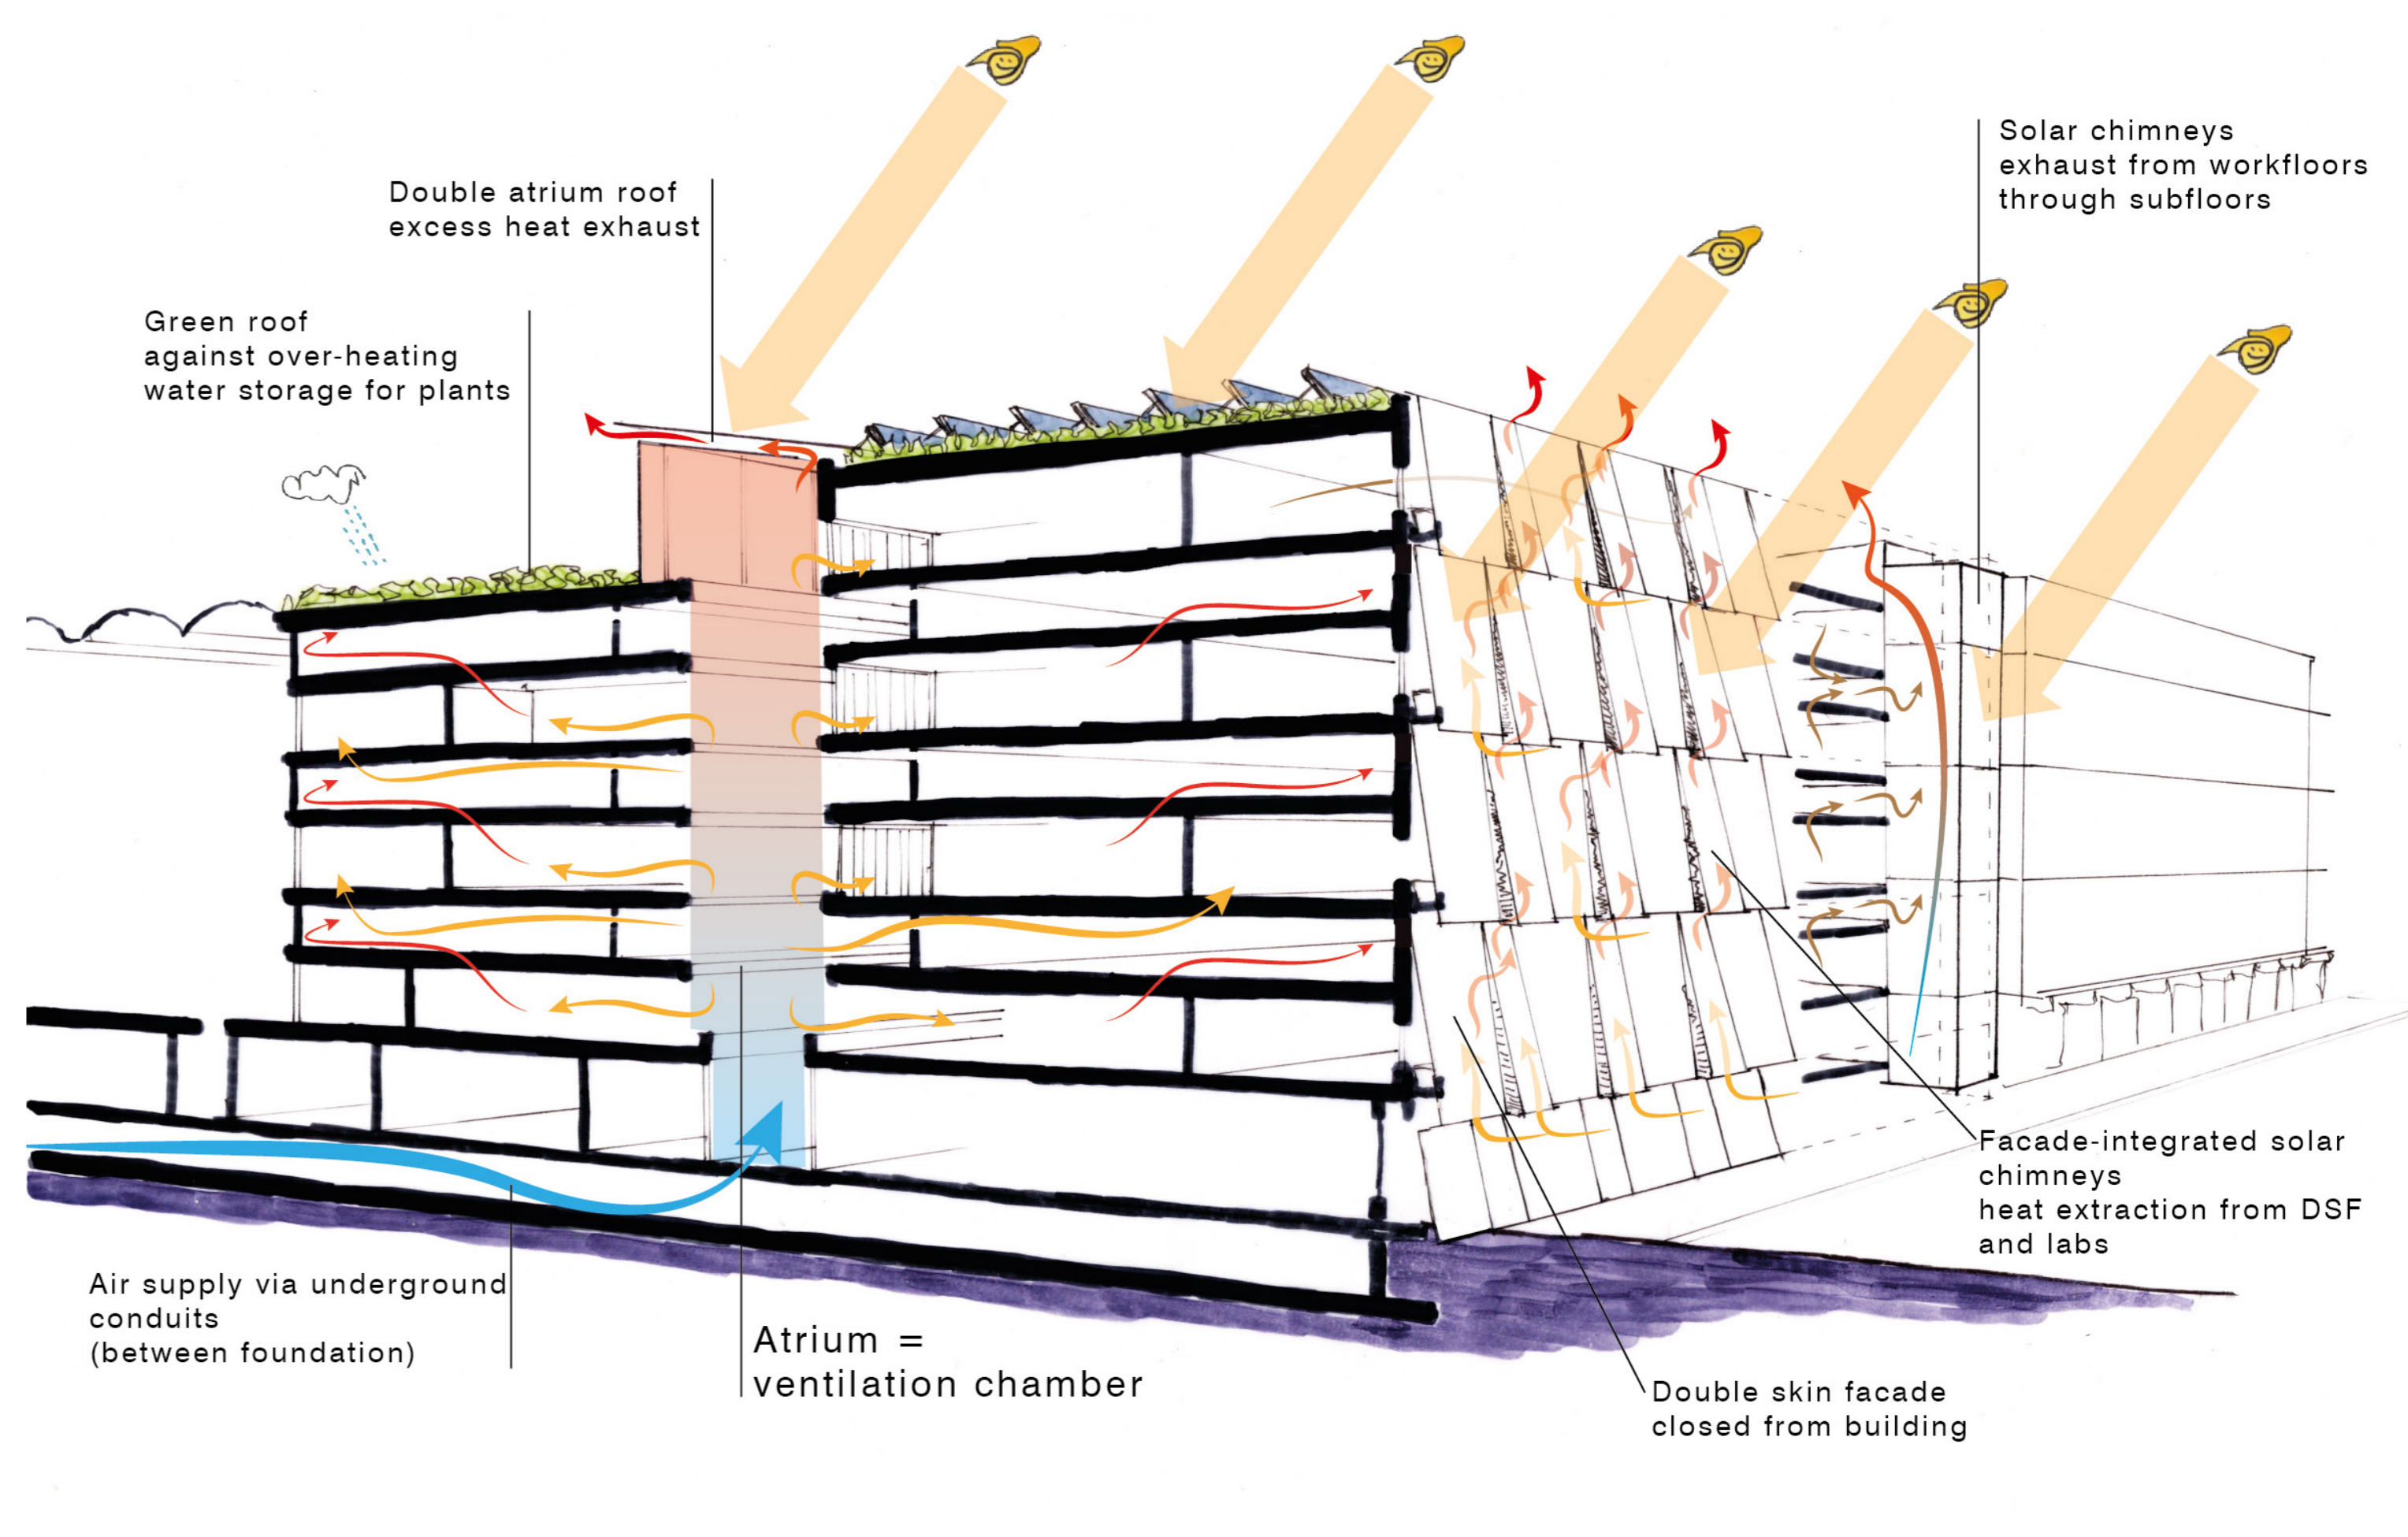 Solar chimneys
exhaust from workfloors
through subfloors
Double atrium roof
excess heat exhaust
Green roof
against over-heating
water storage for plants
Facade-integrated solar
chimneys
heat extraction from DSF
and labs
Air supply via underground
conduits
(between foundation)
Atrium =
ventilation chamber
Double skin facade
closed from building